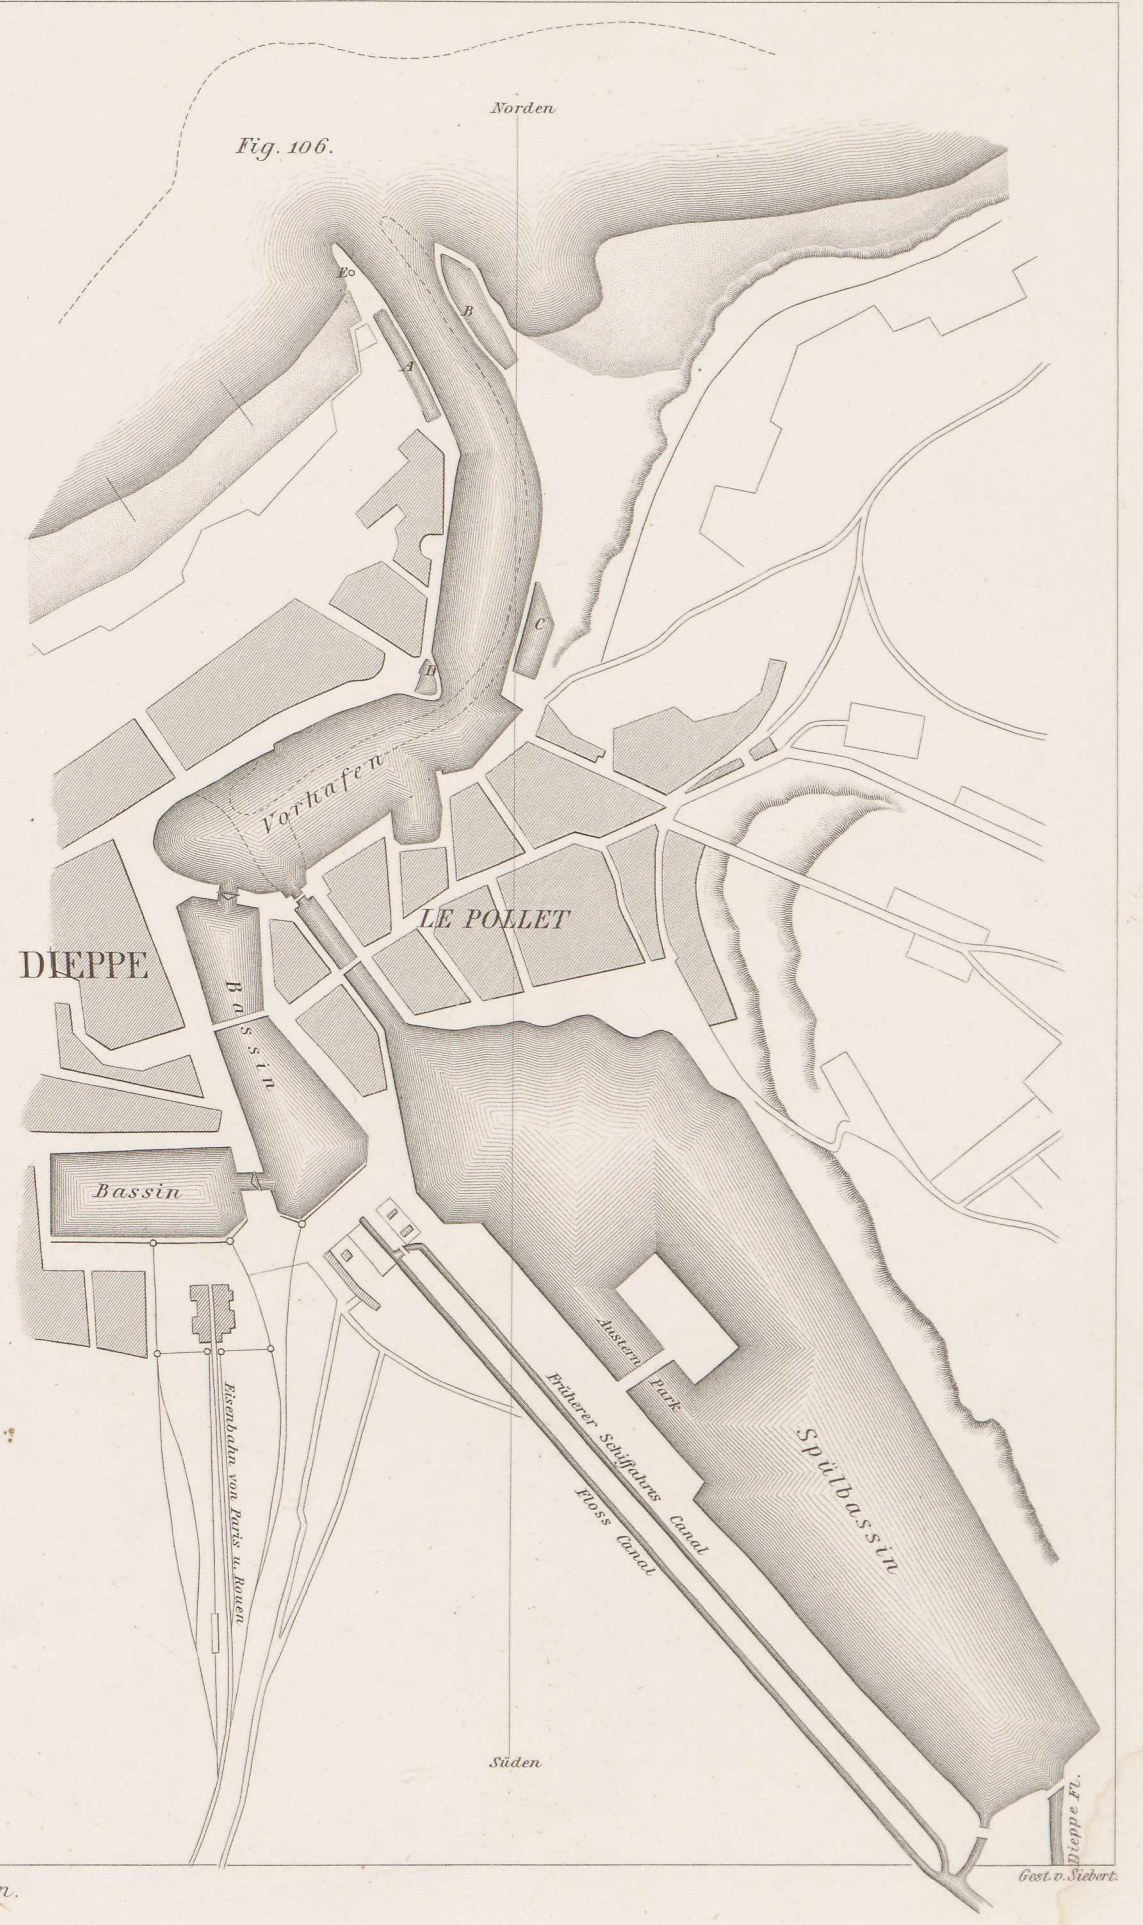 Norden
Fig. 106.
E
B
A
C
D
Vorhafen
LE POLLET
DIEPPE
Bassin
Bassin
Austern
Park
Früherer Schiffahrts Canal
Floss Canal
Spülbassin
Eisenbahn von Paris u. Rouen
Süden
Dieppe Fl.
Gest. v. Siebert.
n.